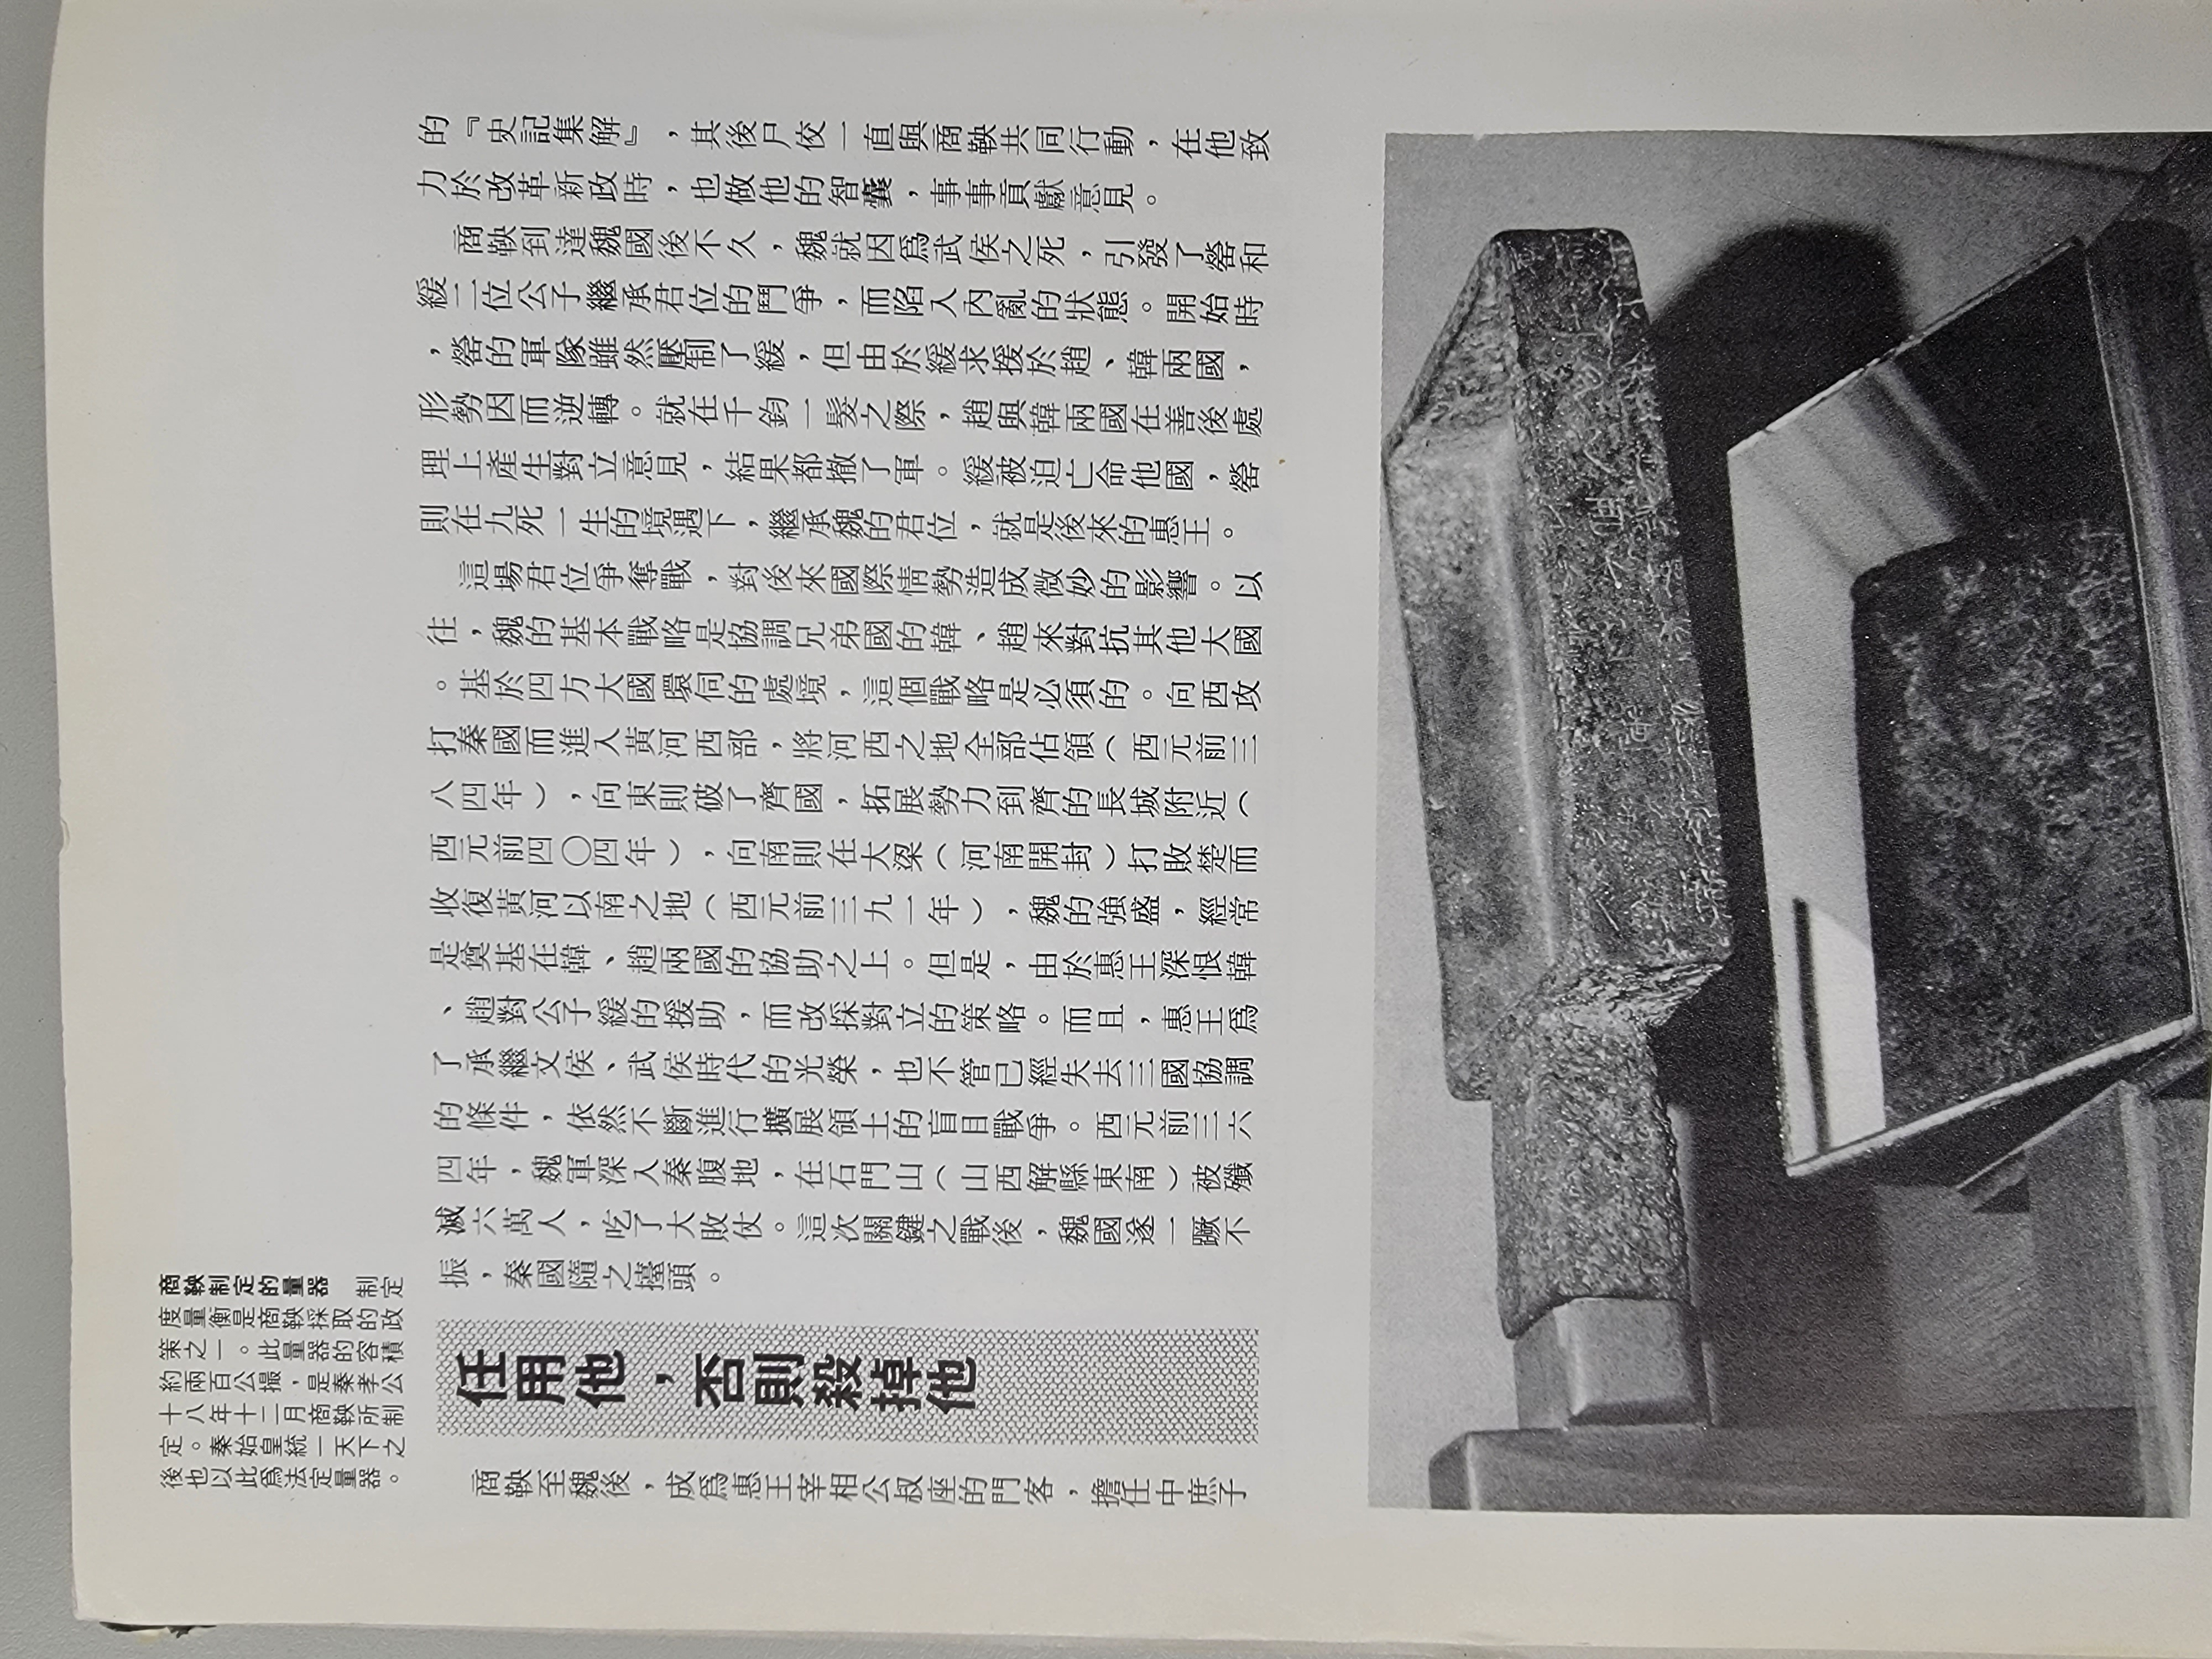 的『史記集解』，其後尸佼一直與商鞅共同行動，在他致
力於改革新政時，也做他的智囊，事事貢獻意見。
商鞅到達魏國後不久，魏就因爲武侯之死，引發了罃和
緩二位公子繼承君位的鬥爭，而陷入內亂的狀態。開始時
，罃的軍隊雖然壓制了緩，但由於緩求援於趙、韓兩國，
形勢因而逆轉。就在千鈞一髮之際，趙與韓兩國在善後處
理上產生對立意見，結果都撤了軍。緩被迫亡命他國，罃
則在九死一生的境遇下，繼承魏的君位，就是後來的惠王。
這場君位爭奪戰，對後來國際情勢造成微妙的影響。以
往，魏的基本戰略是協調兄弟國的韓、趙來對抗其他大國
。基於四方大國環伺的處境，這個戰略是必須的。向西攻
打秦國而進入黃河西部，將河西之地全部佔領（西元前三
八四年），向東則破了齊國，拓展勢力到齊的長城附近（
西元前四〇四年），向南則在大梁（河南開封）打敗楚而
收復黃河以南之地（西元前三九一年），魏的強盛，經常
是奠基在韓、趙兩國的協助之上。但是，由於惠王深恨韓
、趙對公子緩的援助，而改採對立的策略。而且，惠王爲
了承繼文侯、武侯時代的光榮，也不管已經失去三國協調
的條件，依然不斷進行擴展領土的盲目戰爭。西元前三六
四年，魏軍深入秦腹地，在石門山（山西解縣東南）被殲
滅六萬人，吃了大敗仗。這次關鍵之戰後，魏國遂一蹶不
振，秦國隨之擡頭。
任用他，否則殺掉他
商鞅至魏後，成爲惠王宰相公叔座的門客，擔任中庶子
商鞅制定的量器　制定
度量衡是商鞅採取的政
策之一。此量器的容積
約兩百公撮，是秦孝公
十八年十二月商鞅所制
定。秦始皇統一天下之
後也以此爲法定量器。